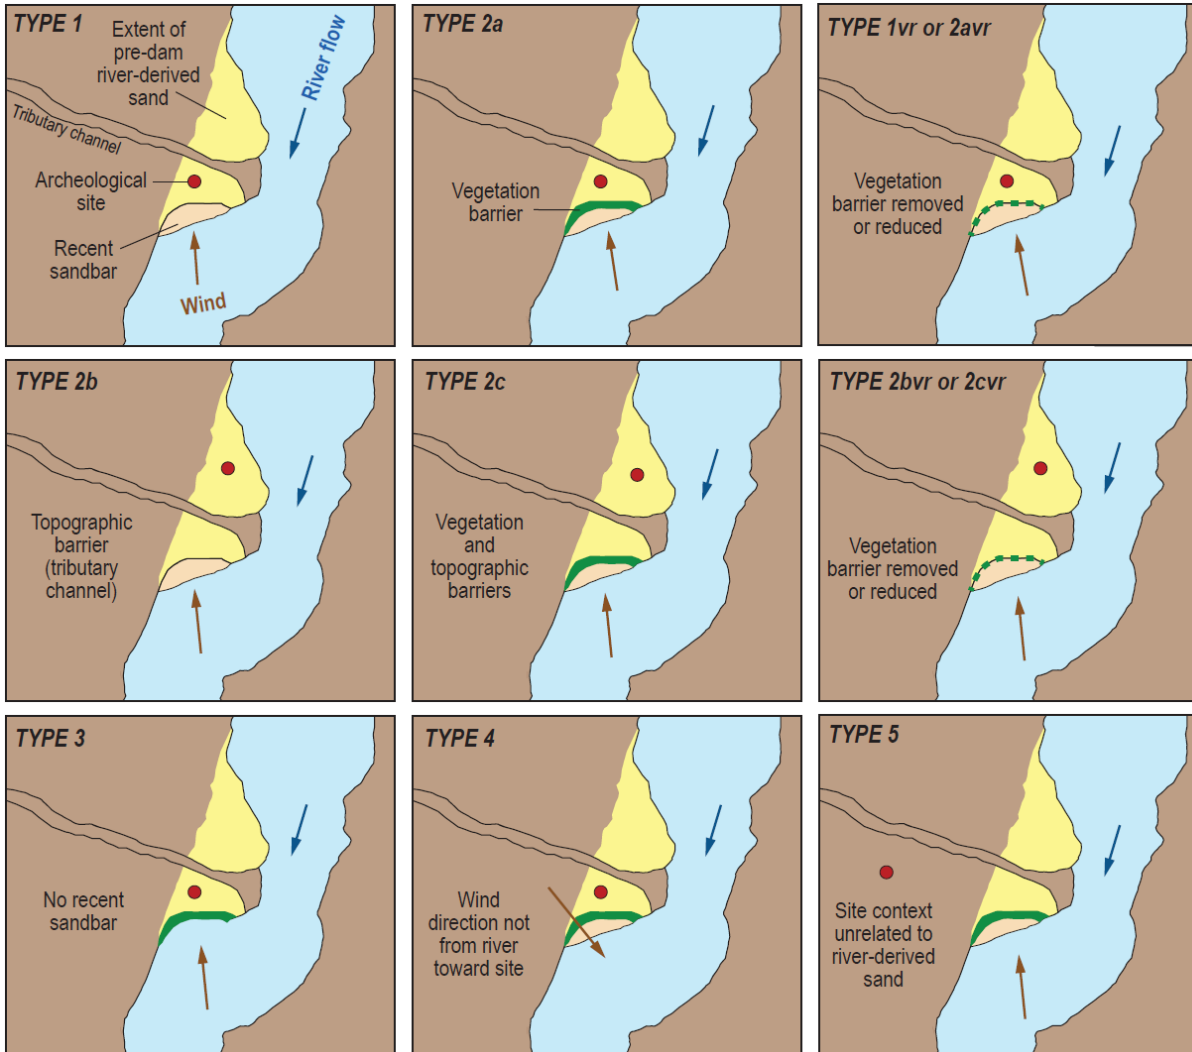 TYPE 1
Extent of
pre-dam
river-derived
sand
River flow
Tributary channel
Archeological
site
Recent
sandbar
Wind
TYPE 2a
Vegetation
barrier
TYPE 1vr or 2avr
Vegetation
barrier removed
or reduced
TYPE 2b
Topographic
barrier
(tributary
channel)
TYPE 2c
Vegetation
and
topographic
barriers
TYPE 2bvr or 2cvr
Vegetation
barrier removed
or reduced
TYPE 3
No recent
sandbar
TYPE 4
Wind
direction not
from river
toward site
TYPE 5
Site context
unrelated to
river-derived
sand